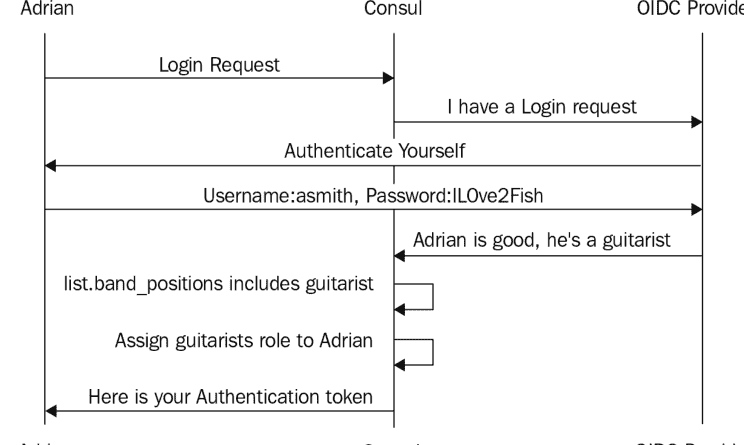 Adrian
Consul
OIDC Provide
Login Request
I have a Login request
Authenticate Yourself
Username:asmith, Password:IL0ve2Fish
Adrian is good, he's a guitarist
list.band_positions includes guitarist
Assign guitarists role to Adrian
Here is your Authentication token